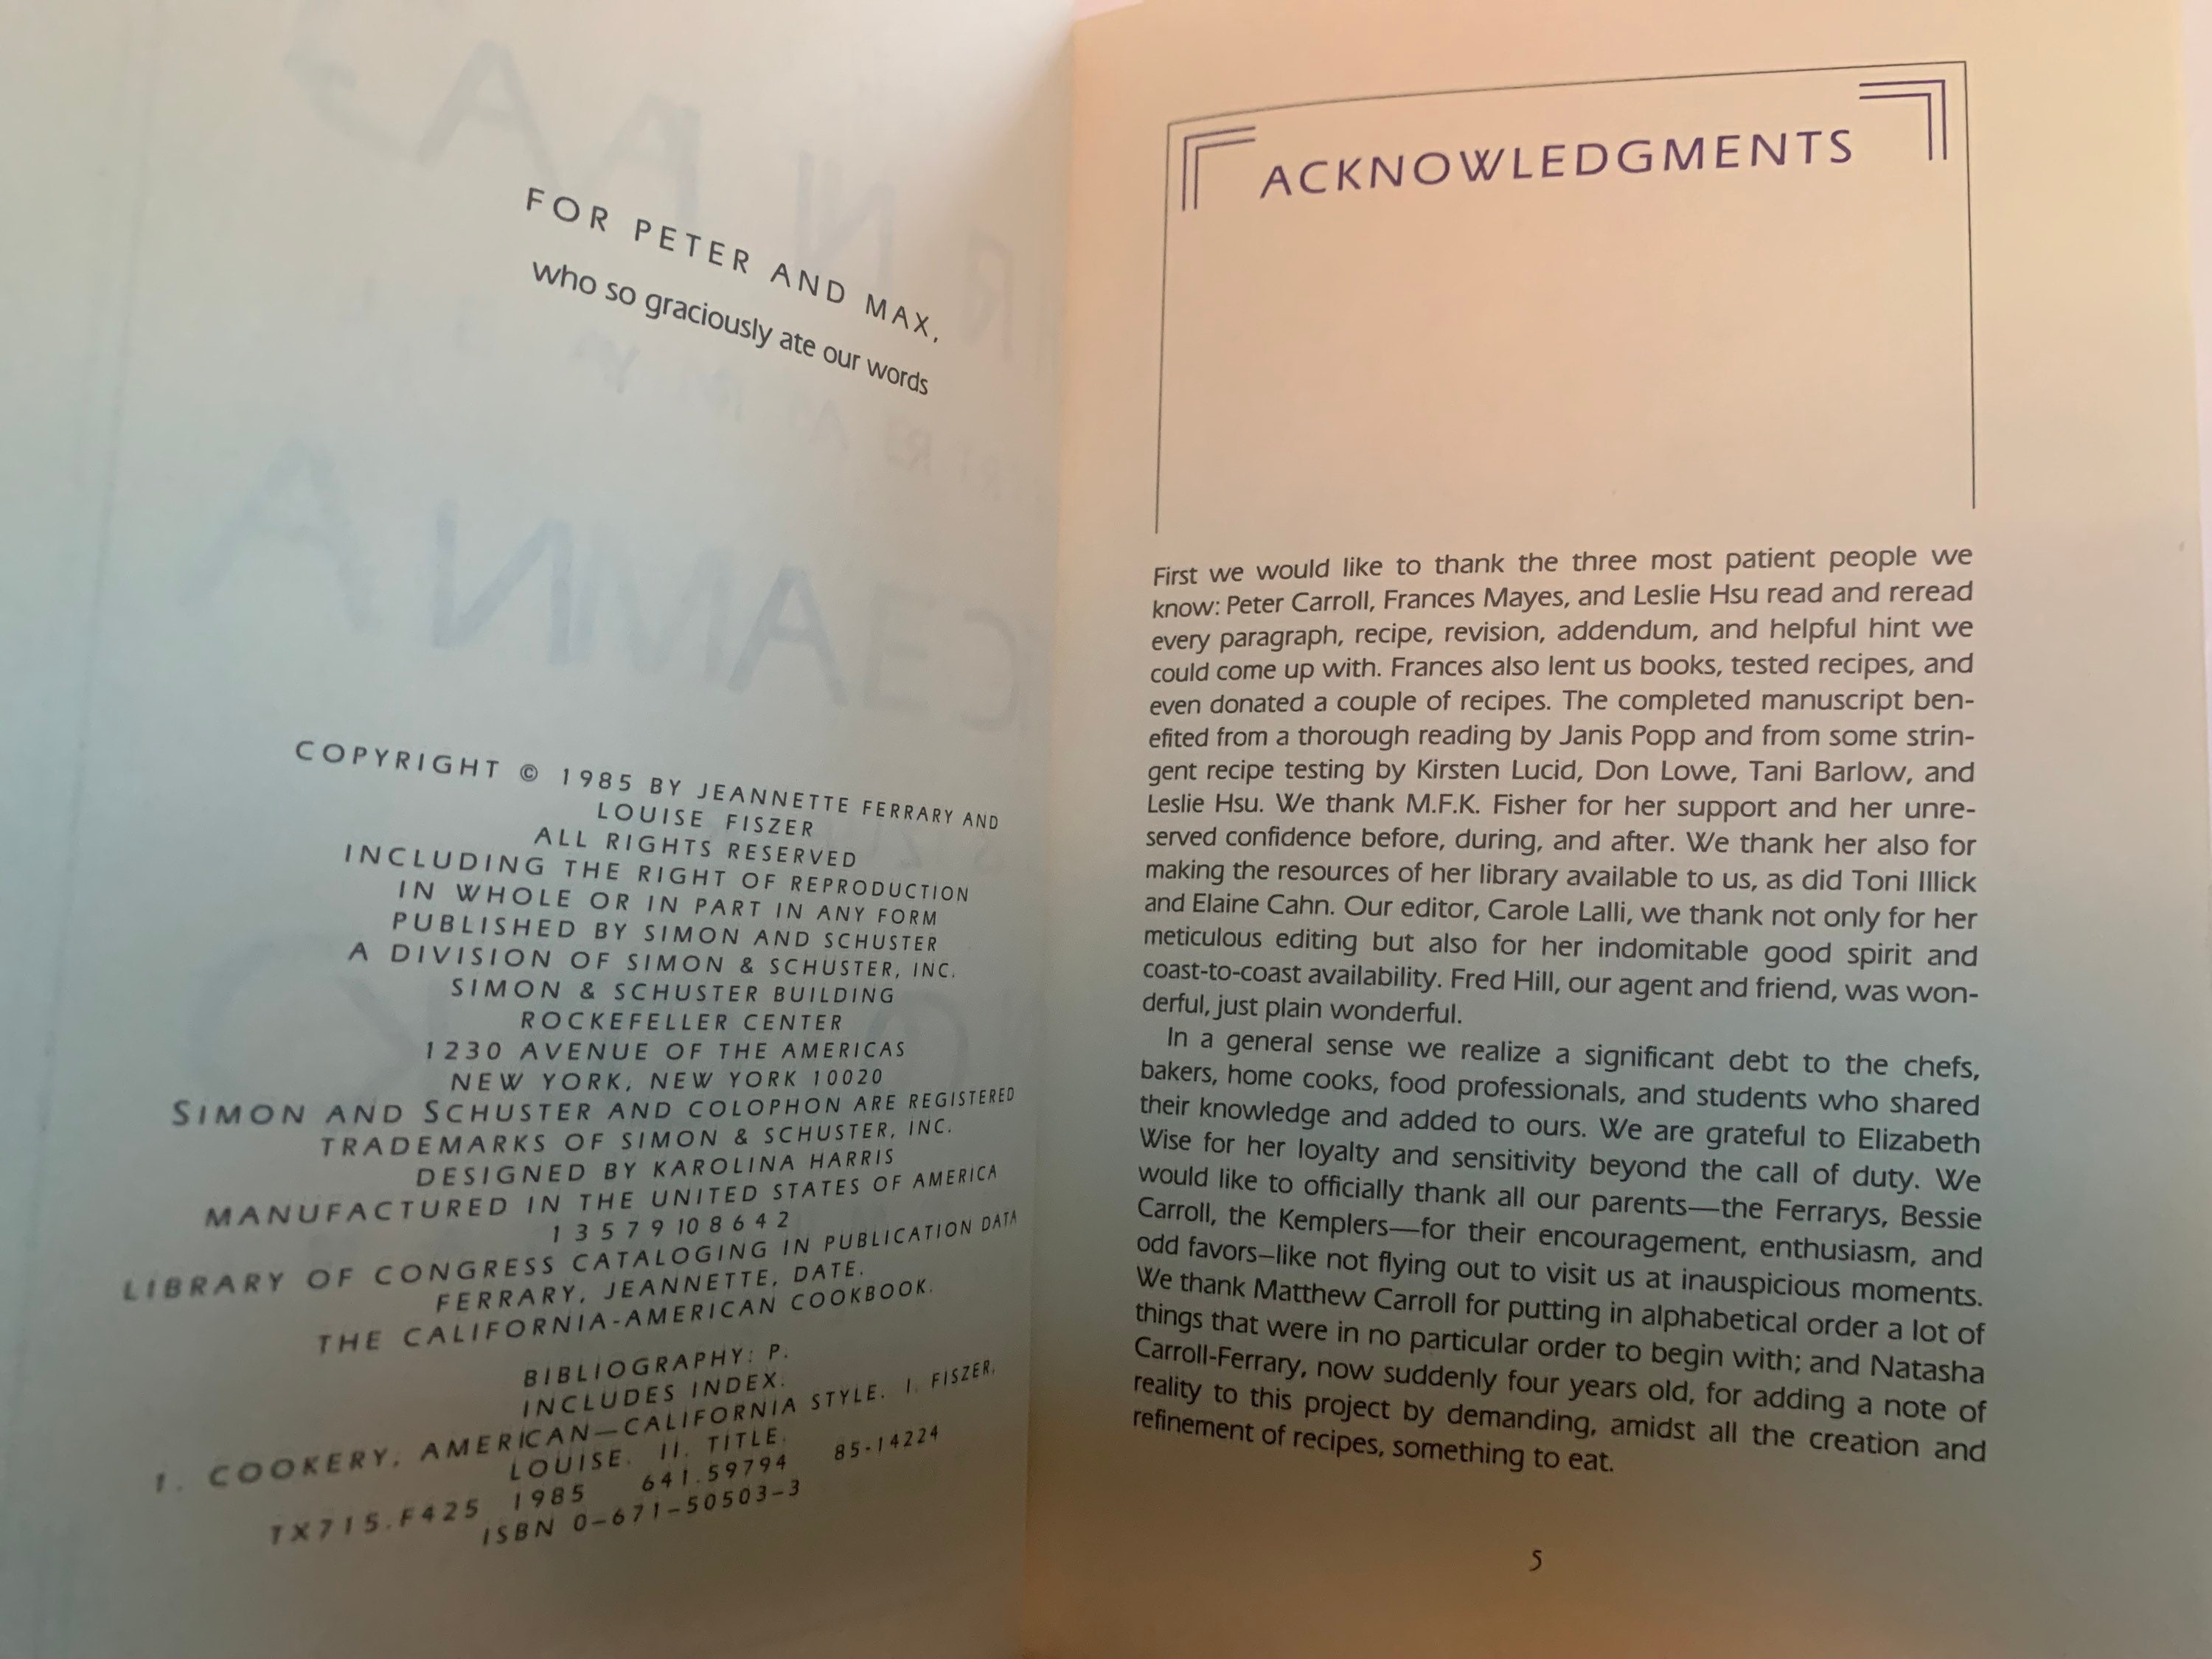 FOR PETER AND MAX,
who so graciously ate our words
COPYRIGHT © 1985 BY JEANNETTE FERRARY AND
LOUISE FISZER
ALL RIGHTS RESERVED
INCLUDING THE RIGHT OF REPRODUCTION
IN WHOLE OR IN PART IN ANY FORM
PUBLISHED BY SIMON AND SCHUSTER
A DIVISION OF SIMON & SCHUSTER, INC.
SIMON & SCHUSTER BUILDING
ROCKEFELLER CENTER
1230 AVENUE OF THE AMERICAS
NEW YORK, NEW YORK 10020
SIMON AND SCHUSTER AND COLOPHON ARE REGISTERED
TRADEMARKS OF SIMON & SCHUSTER, INC.
DESIGNED BY KAROLINA HARRIS
MANUFACTURED IN THE UNITED STATES OF AMERICA
1 3 5 7 9 10 8 6 4 2
LIBRARY OF CONGRESS CATALOGING IN PUBLICATION DATA
FERRARY, JEANNETTE, DATE.
THE CALIFORNIA-AMERICAN COOKBOOK.
BIBLIOGRAPHY: P.
INCLUDES INDEX.
1. COOKERY, AMERICAN—CALIFORNIA STYLE. I. FISZER,
LOUISE. II. TITLE.
TX715.F425 1985 641.59794 85-14224
ISBN 0-671-50503-3
ACKNOWLEDGMENTS
First we would like to thank the three most patient people we
know: Peter Carroll, Frances Mayes, and Leslie Hsu read and reread
every paragraph, recipe, revision, addendum, and helpful hint we
could come up with. Frances also lent us books, tested recipes, and
even donated a couple of recipes. The completed manuscript ben-
efited from a thorough reading by Janis Popp and from some strin-
gent recipe testing by Kirsten Lucid, Don Lowe, Tani Barlow, and
Leslie Hsu. We thank M.F.K. Fisher for her support and her unre-
served confidence before, during, and after. We thank her also for
making the resources of her library available to us, as did Toni Illick
and Elaine Cahn. Our editor, Carole Lalli, we thank not only for her
meticulous editing but also for her indomitable good spirit and
coast-to-coast availability. Fred Hill, our agent and friend, was won-
derful, just plain wonderful.
In a general sense we realize a significant debt to the chefs,
bakers, home cooks, food professionals, and students who shared
their knowledge and added to ours. We are grateful to Elizabeth
Wise for her loyalty and sensitivity beyond the call of duty. We
would like to officially thank all our parents—the Ferrarys, Bessie
Carroll, the Kemplers—for their encouragement, enthusiasm, and
odd favors–like not flying out to visit us at inauspicious moments.
We thank Matthew Carroll for putting in alphabetical order a lot of
things that were in no particular order to begin with; and Natasha
Carroll-Ferrary, now suddenly four years old, for adding a note of
reality to this project by demanding, amidst all the creation and
refinement of recipes, something to eat.
5